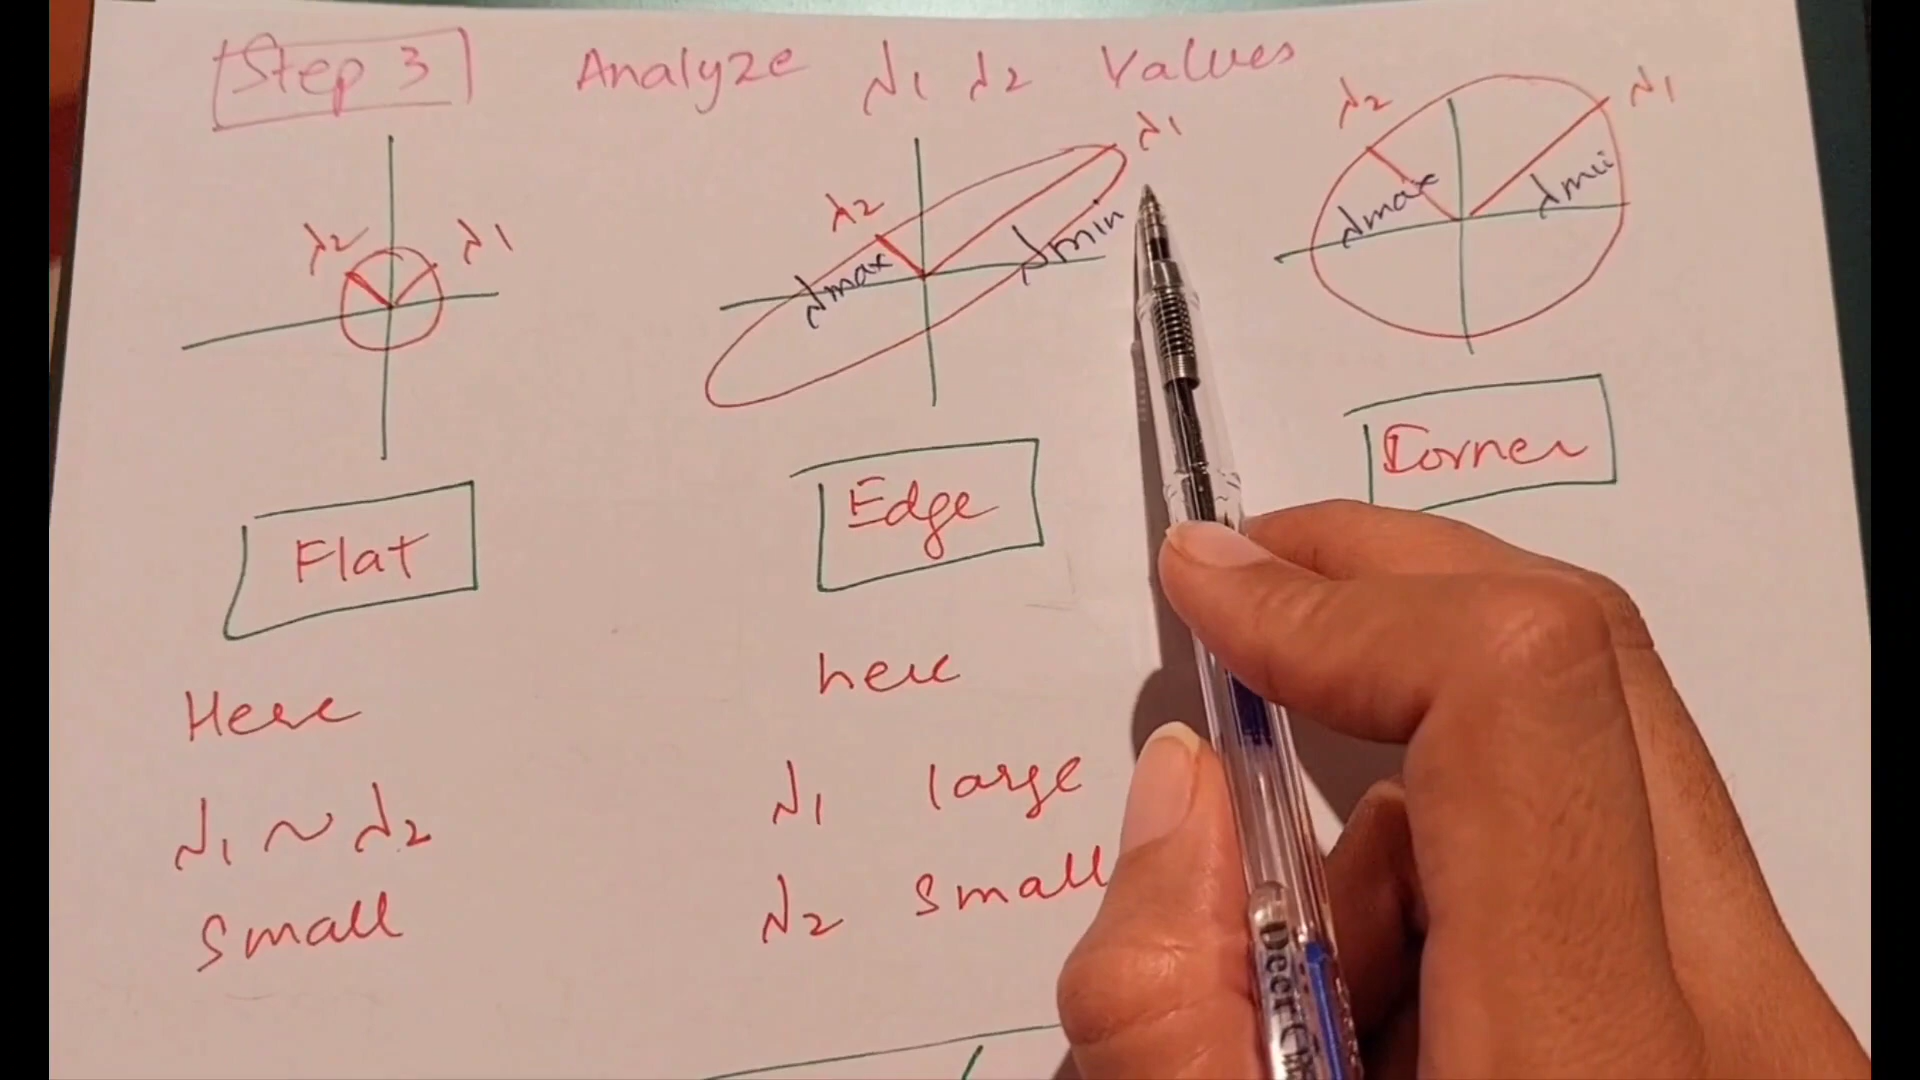 Step 3 Analyze λ1 λ2 Values
λ2 λ1
λ2 λ1
λmax λmin
λ2 λ1
λmax
Flat
Edge
Corner
Here
λ1 ~ λ2
Small
here
λ1 large
λ2 Small